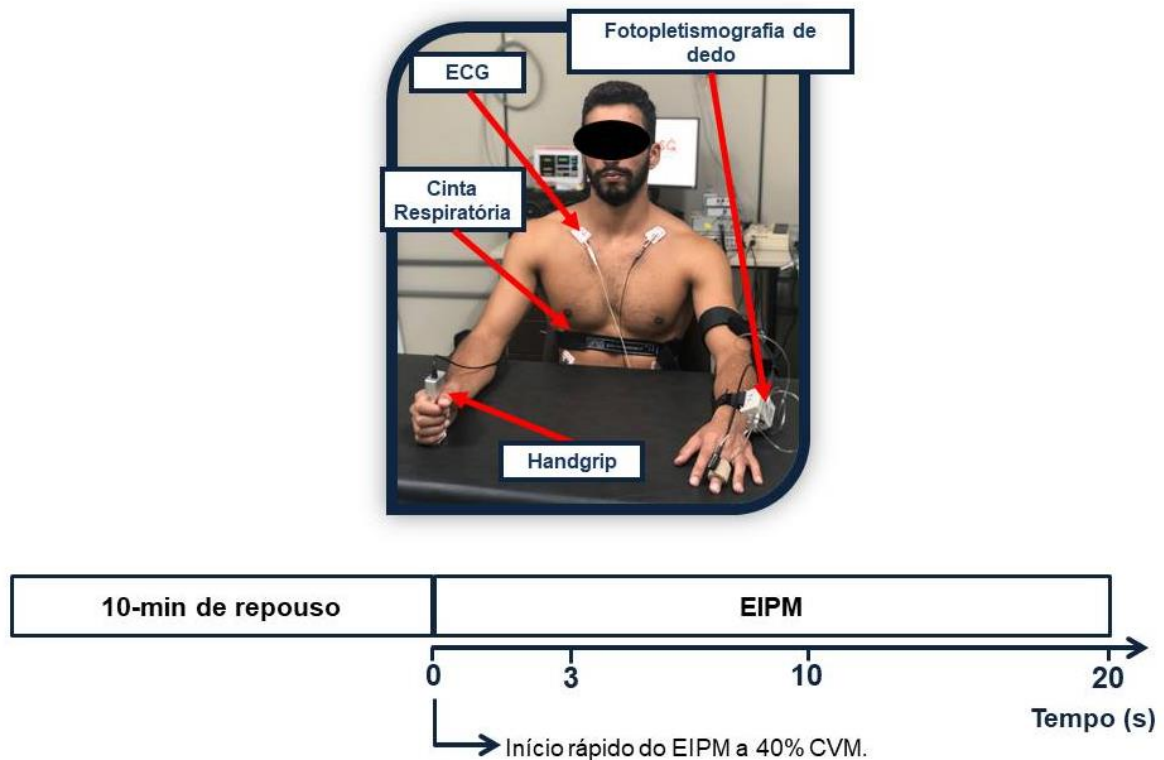 Fotopletismografia de
dedo
ECG
Cinta
Respiratória
Handgrip
10-min de repouso
EIPM
0
3
10
20
Tempo (s)
Início rápido do EIPM a 40% CVM.